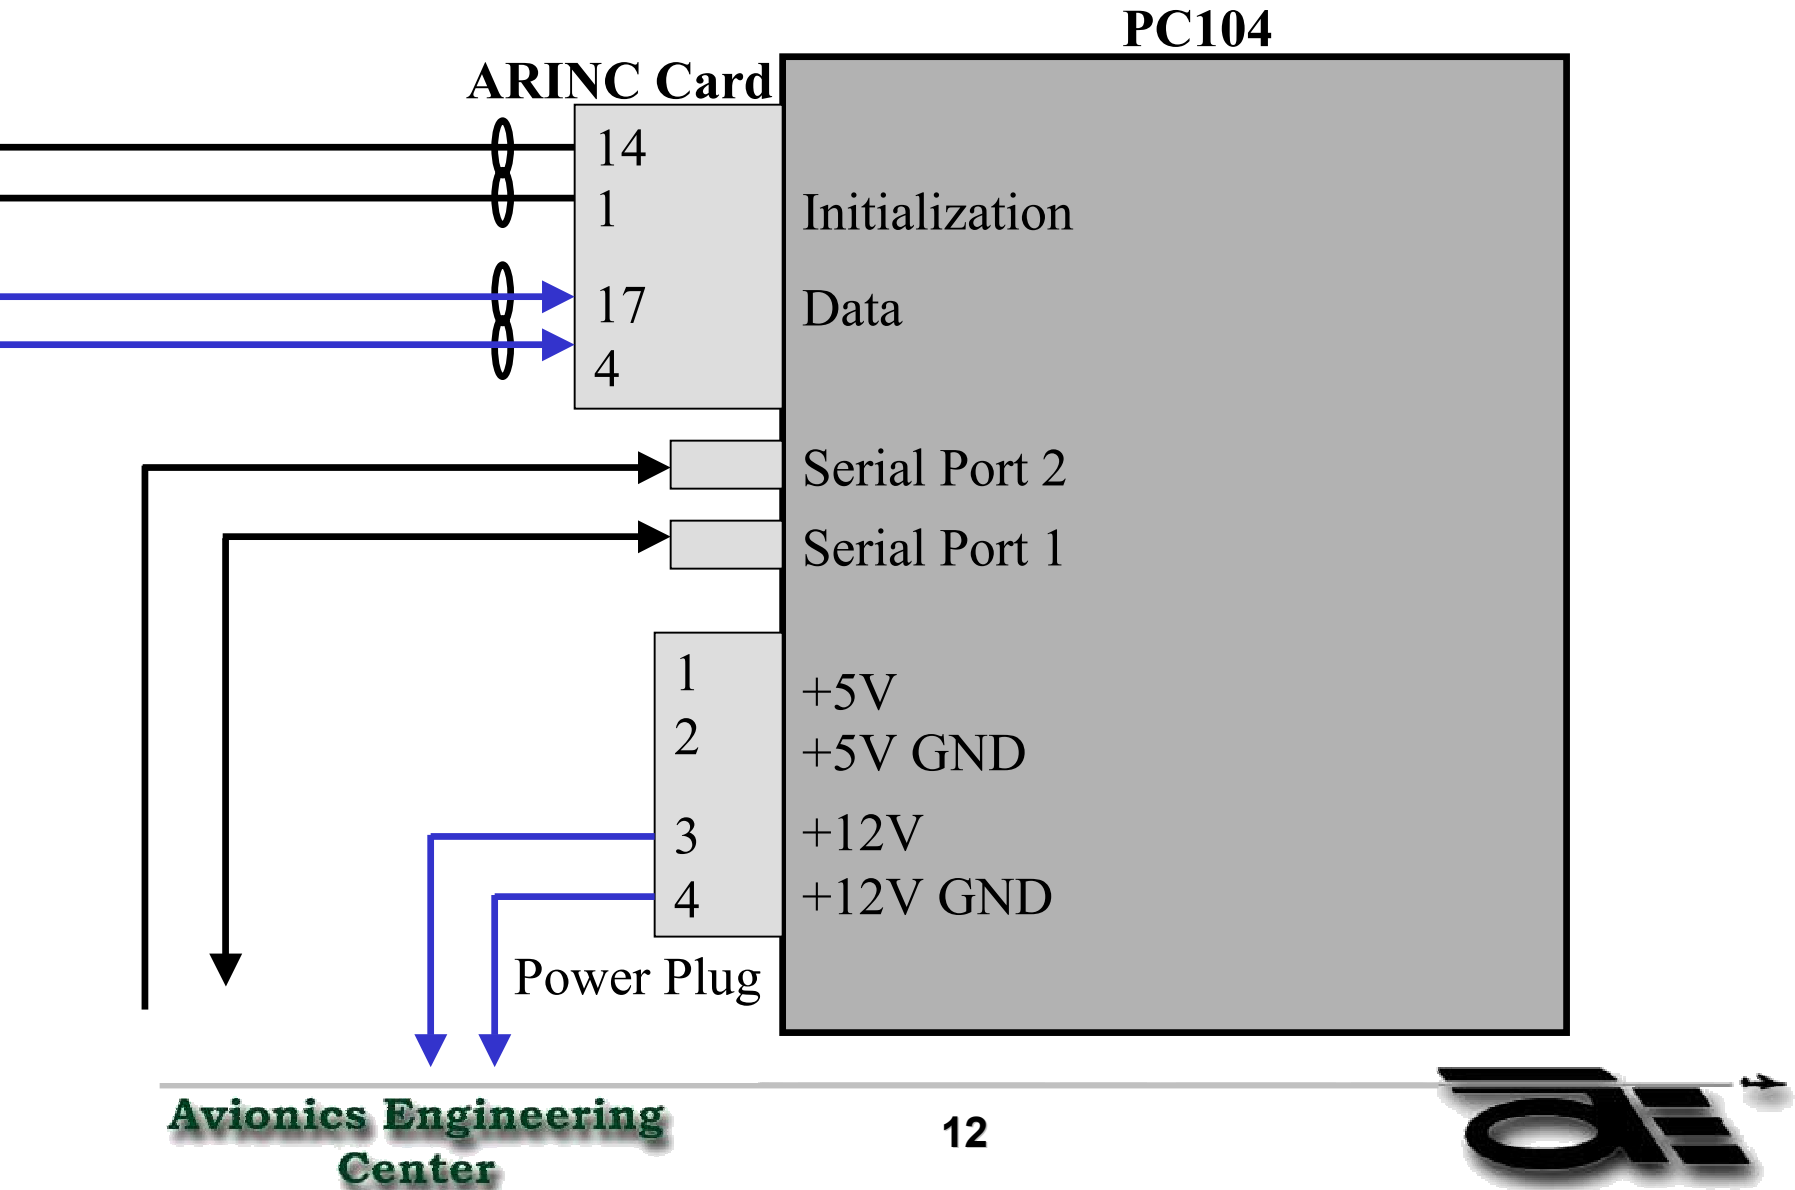 PC104
ARINC Card
14
1
Initialization
17
Data
4
Serial Port 2
Serial Port 1
1
+5V
2
+5V GND
3
+12V
4
+12V GND
Power Plug
Avionics Engineering
Center
12